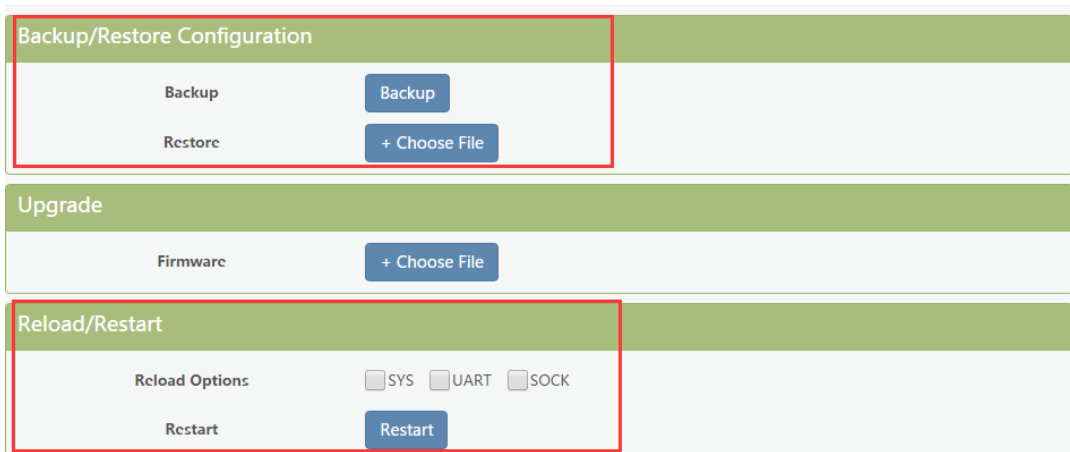 Backup/Restore Configuration
Backup Backup
Restore + Choose File
Upgrade
Firmware + Choose File
Reload/Restart
Reload Options SYS UART SOCK
Restart Restart